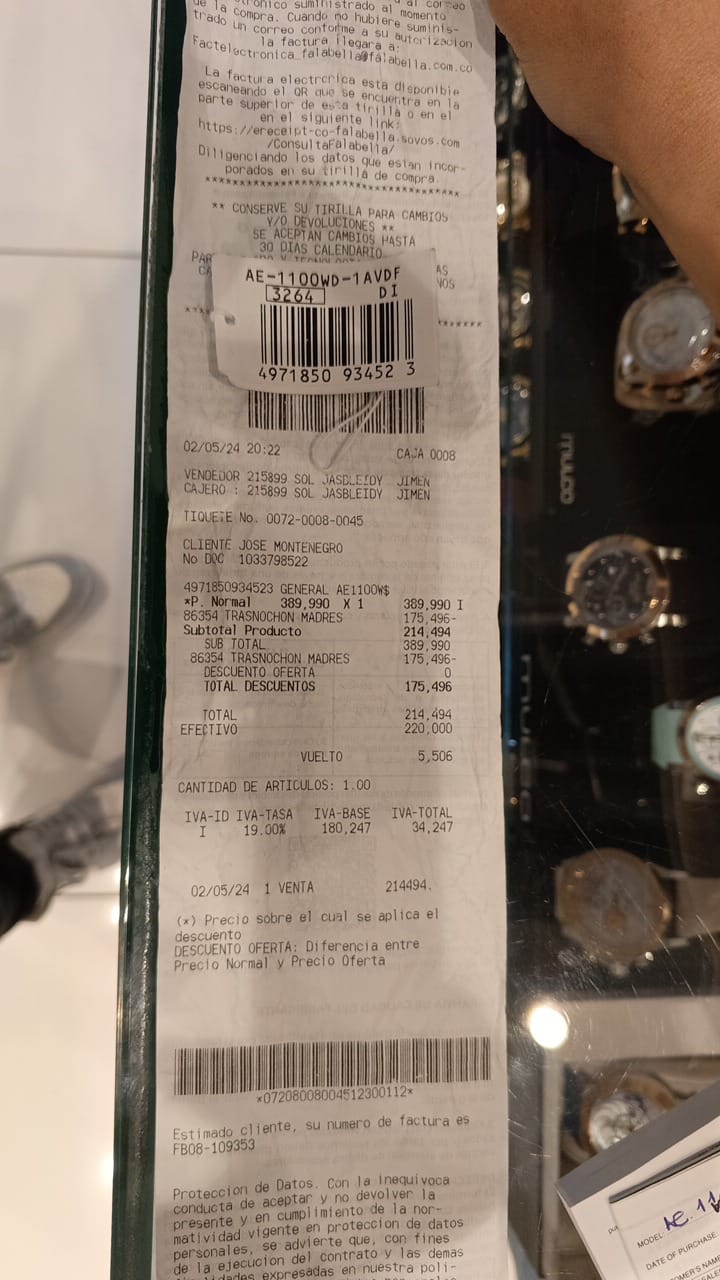 de la compra. Cuando no hubiere suminis-
trado un correo conforme a su autorizacion
la factura llegara a:
Factelectronica_falabella@falabella.com.co
La factura electronica esta disponible
escaneando el QR que se encuentra en la
parte superior de esta tirilla o en el
en el siguiente link:
https://ereceipt-co-falabella.sovos.com
/ConsultaFalabella/
Diligenciando los datos que estan incor-
porados en su tirilla de compra.
** CONSERVE SU TIRILLA PARA CAMBIOS
Y/O DEVOLUCIONES **
SE ACEPTAN CAMBIOS HASTA
30 DIAS CALENDARIO
AE-1100WD-1AVDF
3264 DI
4971850 93452 3
02/05/24 20:22 CAJA 0008
VENDEDOR 215899 SOL JASBLEIDY JIMEN
CAJERO : 215899 SOL JASBLEIDY JIMEN
TIQUETE No. 0072-0008-0045
CLIENTE JOSE MONTENEGRO
No DOC 1033798522
4971850934523 GENERAL AE1100W$
*P. Normal 389,990 X 1 389,990 I
86354 TRASNOCHON MADRES 175,496-
Subtotal Producto 214,494
SUB TOTAL 389,990
86354 TRASNOCHON MADRES 175,496-
DESCUENTO OFERTA 0
TOTAL DESCUENTOS 175,496
TOTAL 214,494
EFECTIVO 220,000
VUELTO 5,506
CANTIDAD DE ARTICULOS: 1.00
IVA-ID IVA-TASA IVA-BASE IVA-TOTAL
I 19.00% 180,247 34,247
02/05/24 1 VENTA 214494.
(*) Precio sobre el cual se aplica el
descuento
DESCUENTO OFERTA: Diferencia entre
Precio Normal y Precio Oferta
*07208008004512300112*
Estimado cliente, su numero de factura es
FB08-109353
Proteccion de Datos. Con la inequivoca
conducta de aceptar y no devolver la
presente y en cumplimiento de la nor-
matividad vigente en proteccion de datos
personales, se advierte que, con fines
de la ejecucion del contrato y las demas
expresadas en nuestra poli-
mulco
MODEL: AE.11
DATE OF PURCHASE